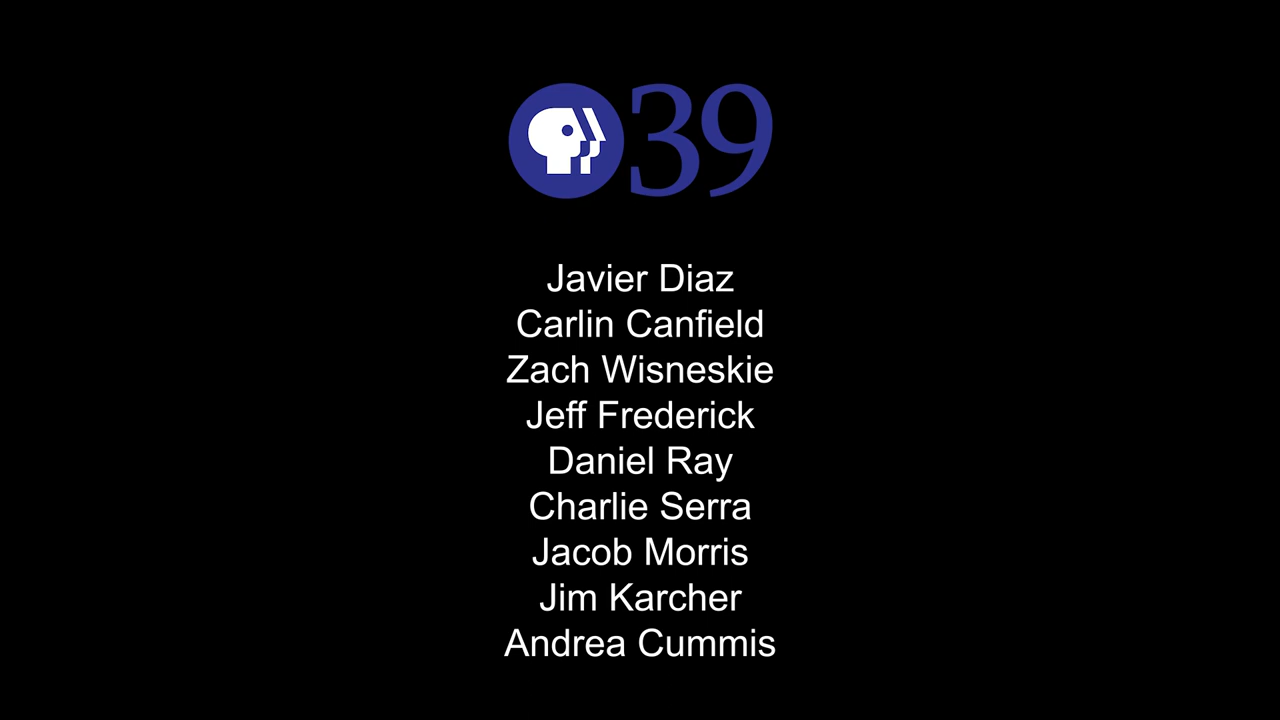 39
Javier Diaz
Carlin Canfield
Zach Wisneskie
Jeff Frederick
Daniel Ray
Charlie Serra
Jacob Morris
Jim Karcher
Andrea Cummis